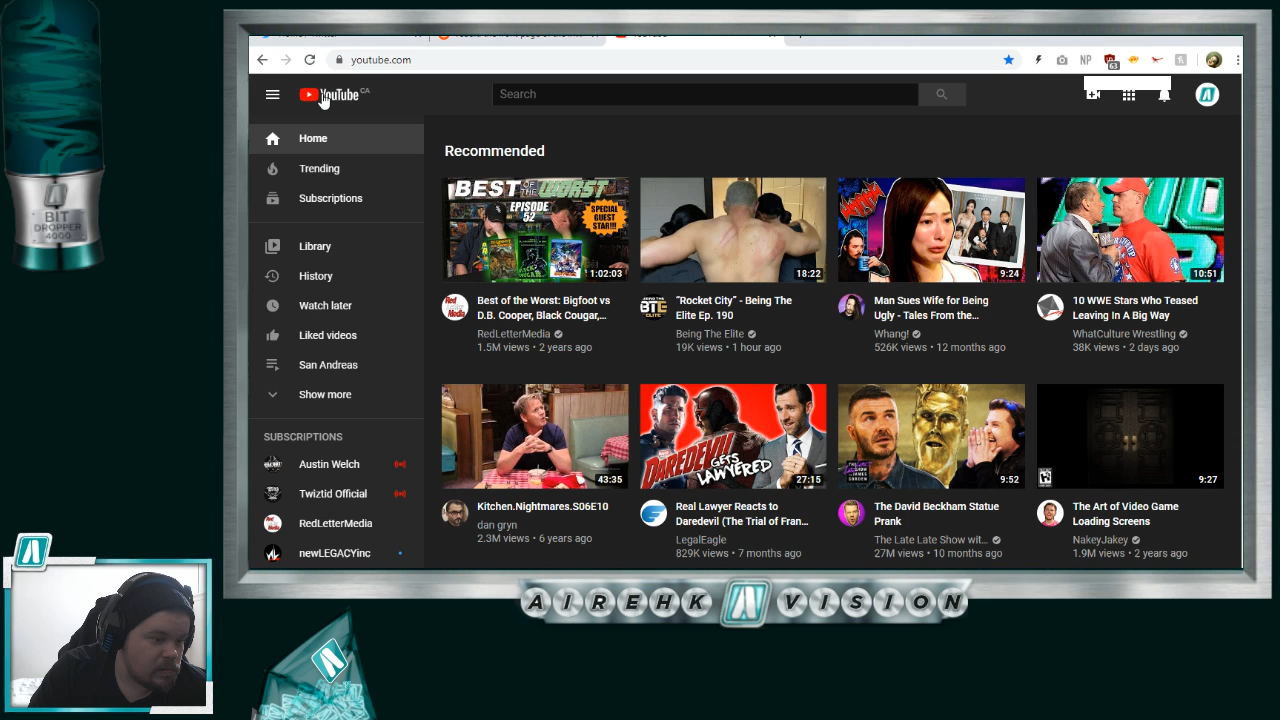 youtube.com
63
NP
YouTube CA
Search
Home
Trending
Subscriptions
Library
History
Watch later
Liked videos
San Andreas
Show more
SUBSCRIPTIONS
Austin Welch
Twiztid Official
RedLetterMedia
newLEGACYinc
Recommended
BEST OF THE WORST
EPISODE 52
SPECIAL GUEST STAR!!!
1:02:03
18:22
9:24
10:51
Best of the Worst: Bigfoot vs
D.B. Cooper, Black Cougar,...
RedLetterMedia
1.5M views • 2 years ago
“Rocket City” - Being The
Elite Ep. 190
Being The Elite
19K views • 1 hour ago
Man Sues Wife for Being
Ugly - Tales From the...
Whang!
526K views • 12 months ago
10 WWE Stars Who Teased
Leaving In A Big Way
WhatCulture Wrestling
38K views • 2 days ago
DAREDEVIL
GETS LAWYERED
43:35
27:15
9:52
9:27
Kitchen.Nightmares.S06E10
dan gryn
2.3M views • 6 years ago
Real Lawyer Reacts to
Daredevil (The Trial of Fran...
LegalEagle
829K views • 7 months ago
The David Beckham Statue
Prank
The Late Late Show wit...
27M views • 10 months ago
The Art of Video Game
Loading Screens
NakeyJakey
1.9M views • 2 years ago
BIT
DROPPER
4000
AIREHK VISION